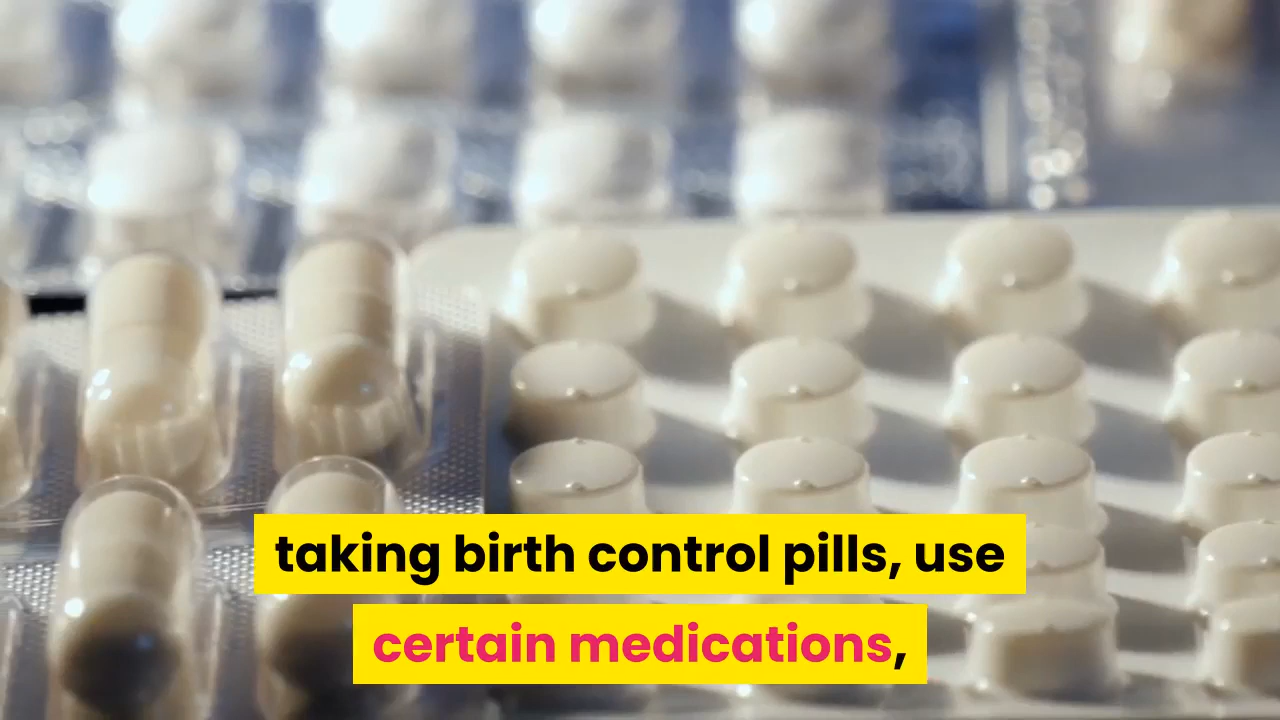 taking birth control pills, use
certain medications,